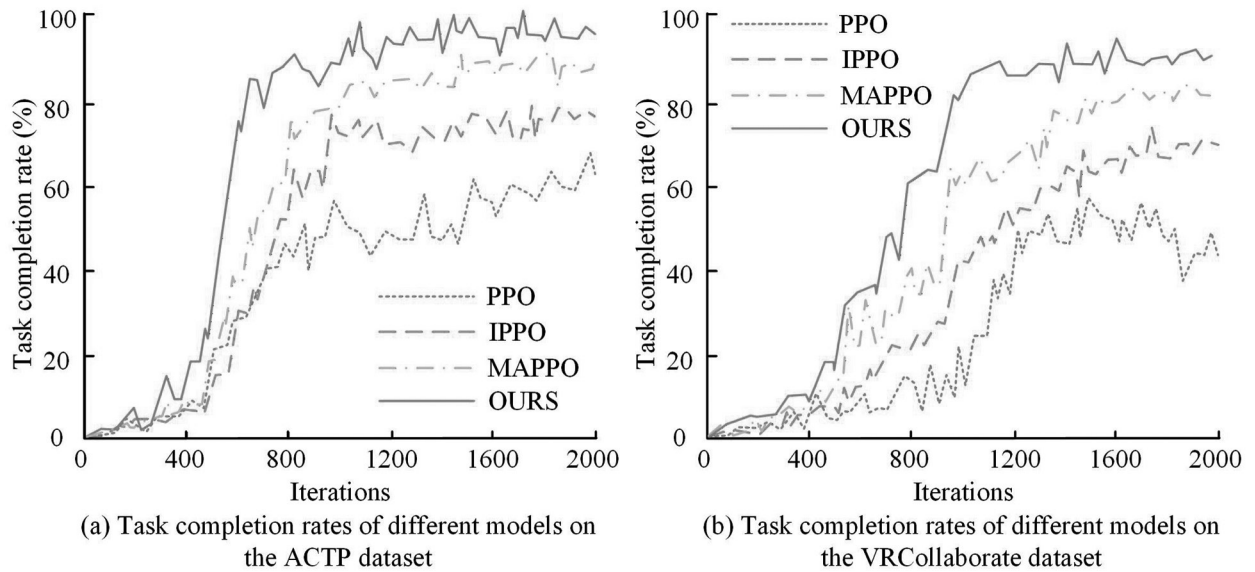 100
80
60
40
20
0
Task completion rate (%)
PPO
IPPO
MAPPO
OURS
0 400 800 1200 1600 2000
Iterations
(a) Task completion rates of different models on
the ACTP dataset
100
80
60
40
20
0
Task completion rate (%)
PPO
IPPO
MAPPO
OURS
0 400 800 1200 1600 2000
Iterations
(b) Task completion rates of different models on
the VRCollaborate dataset